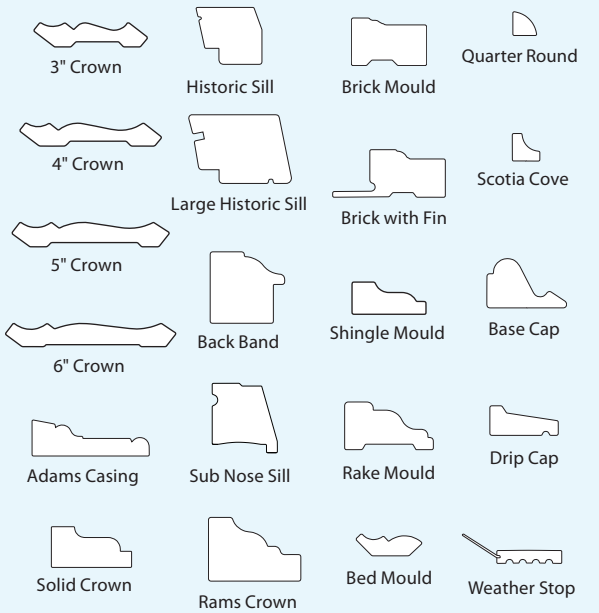 3" Crown
Historic Sill
Brick Mould
Quarter Round
4" Crown
Large Historic Sill
Brick with Fin
Scotia Cove
5" Crown
Back Band
Shingle Mould
Base Cap
6" Crown
Adams Casing
Sub Nose Sill
Rake Mould
Drip Cap
Solid Crown
Rams Crown
Bed Mould
Weather Stop